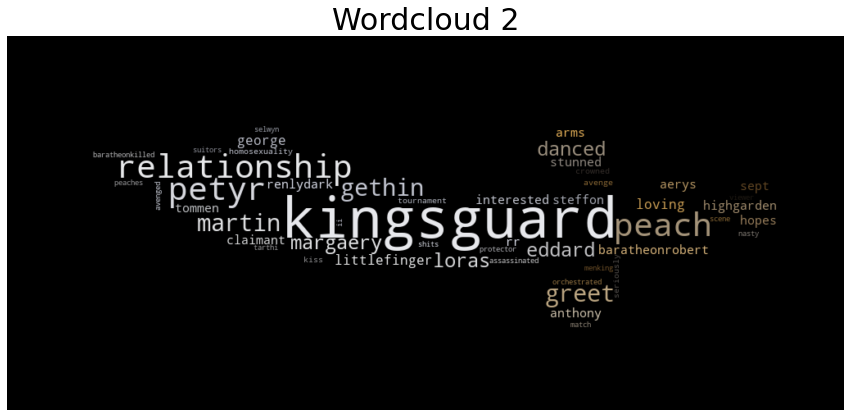 Wordcloud 2
selwyn
arms
george
danced
baratheonkilled
suitors
homosexuality
stunned
relationship
crowned
peaches
petyr
renlydark
gethin
avenge
aerys
sept
avenged
tommen
tournament
interested
steffon
loving
highgarden
martin
kingsguard
peach
scene
hopes
ii
claimant
margaery
shits
rr
nasty
tarthi
protector
eddard
baratheonrobert
kiss
littlefinger
loras
assassinated
menking
seriously
orchestrated
greet
anthony
match